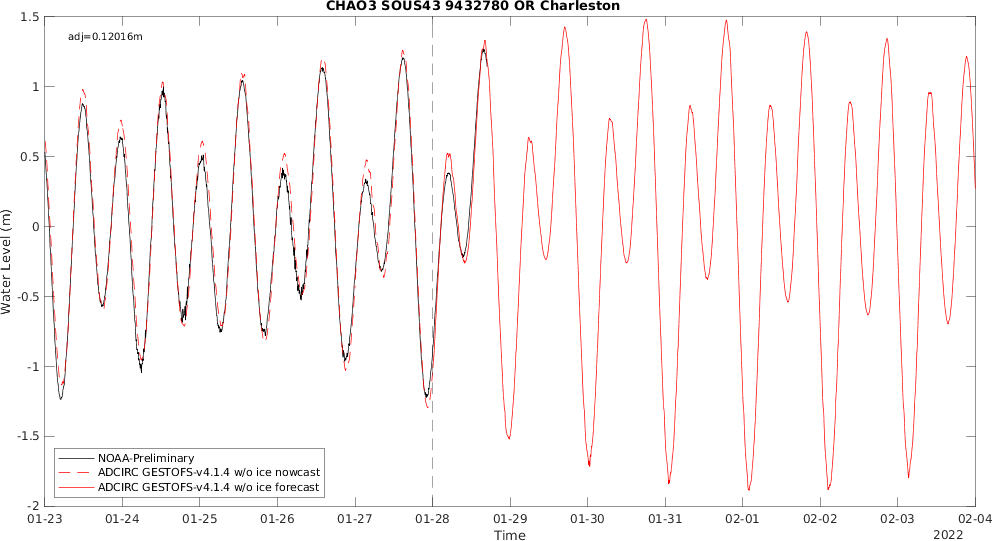 CHAO3 SOUS43 9432780 OR Charleston
adj=0.12016m
1.5
1
0.5
0
-0.5
-1
-1.5
-2
Water Level (m)
NOAA-Preliminary
ADCIRC GESTOFS-v4.1.4 w/o ice nowcast
ADCIRC GESTOFS-v4.1.4 w/o ice forecast
01-23 01-24 01-25 01-26 01-27 01-28 01-29 01-30 01-31 02-01 02-02 02-03 02-04
Time
2022